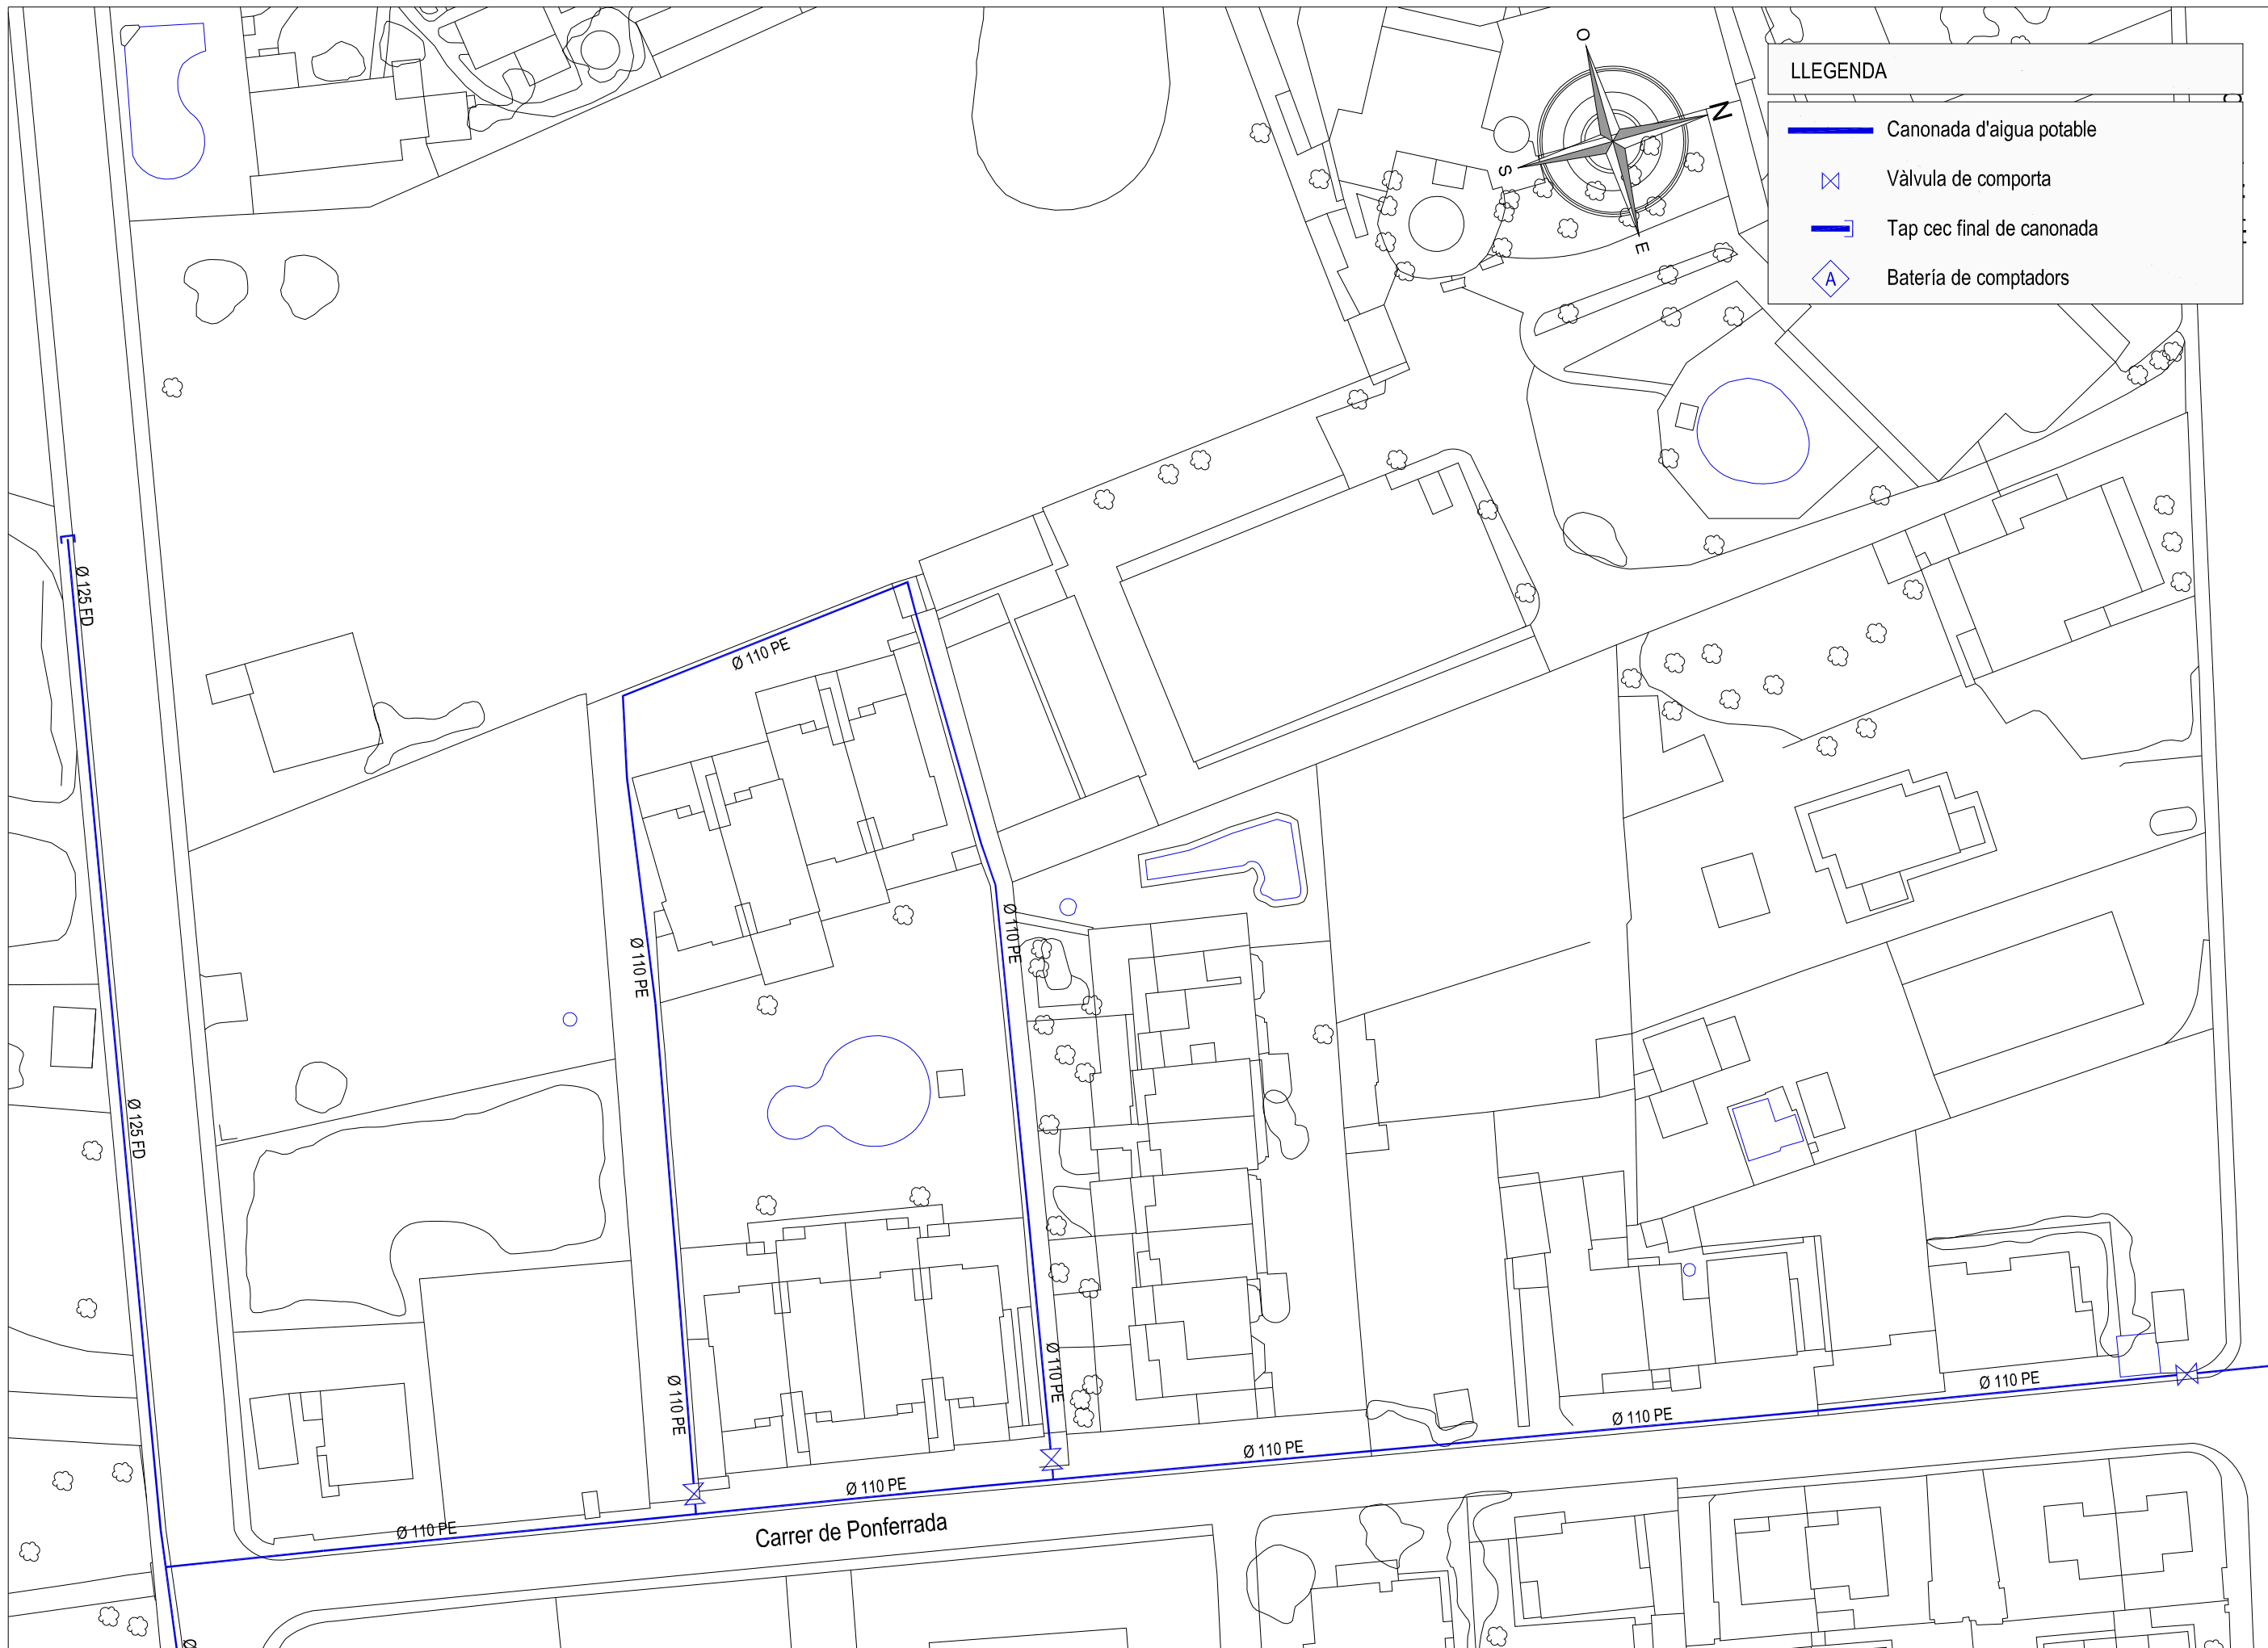 O
N
S
E
LLEGENDA
Canonada d'aigua potable
Vàlvula de comporta
Tap cec final de canonada
A
Batería de comptadors
Ø 125 FD
Ø 110 PE
Ø 110 PE
Ø 110 PE
Ø 125 FD
Ø 110 PE
Ø 110 PE
Ø 110 PE
Ø 110 PE
Ø 110 PE
Ø 110 PE
Ø 110 PE
Carrer de Ponferrada
Ø